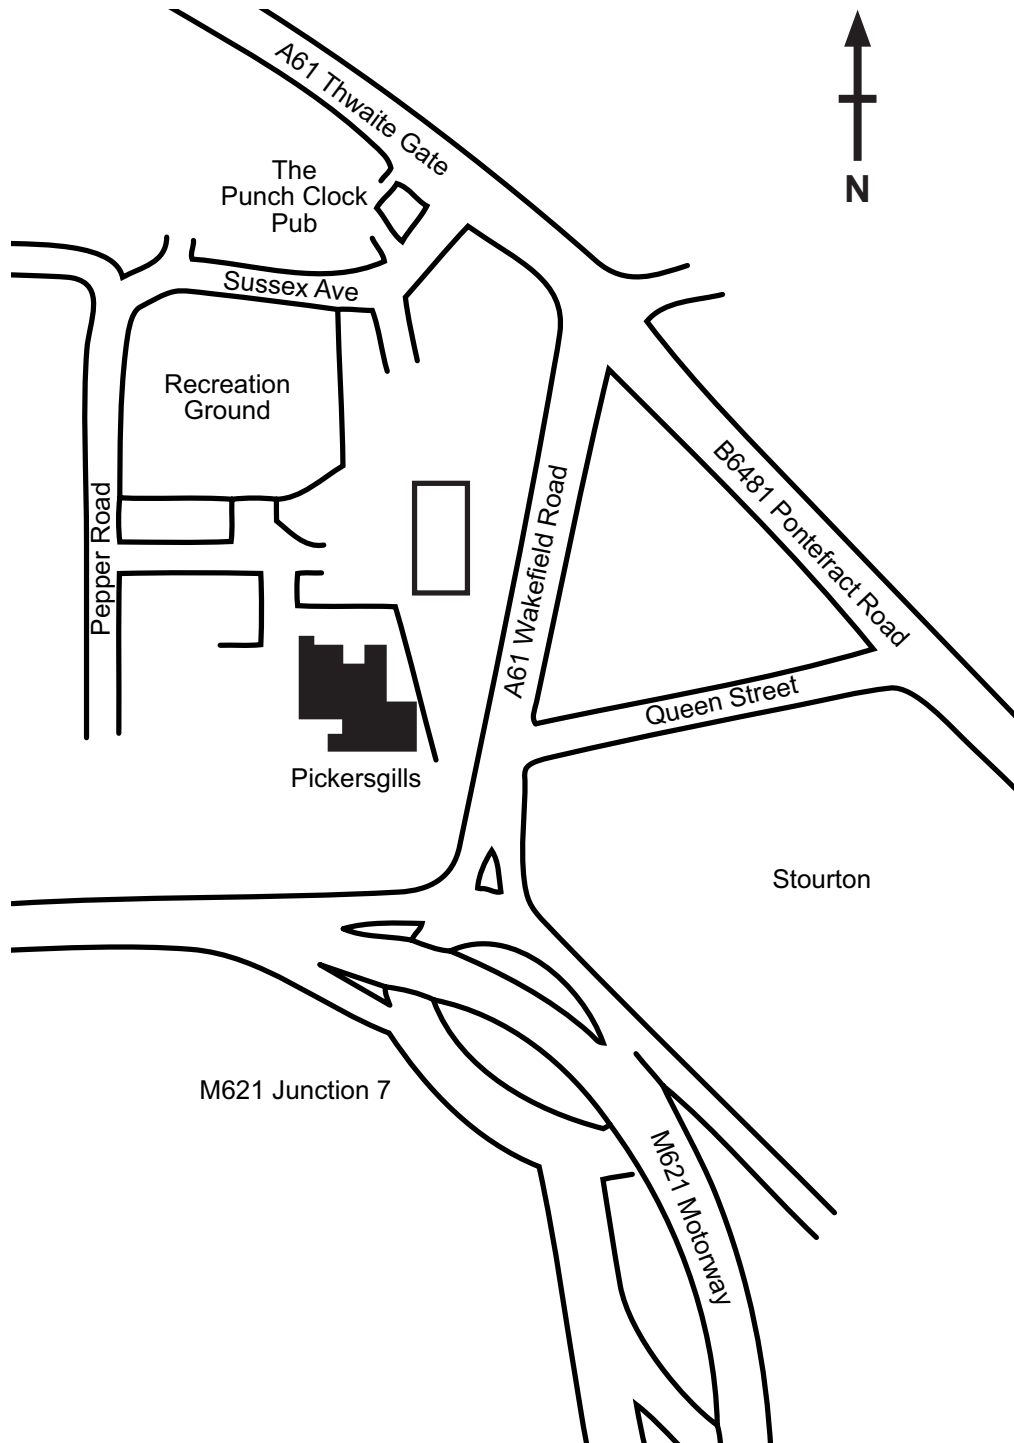 A61 Thwaite Gate
The
Punch Clock
Pub
N
Sussex Ave
Recreation
Ground
Pepper Road
A61 Wakefield Road
B6481 Pontefract Road
Queen Street
Pickersgills
Stourton
M621 Junction 7
M621 Motorway